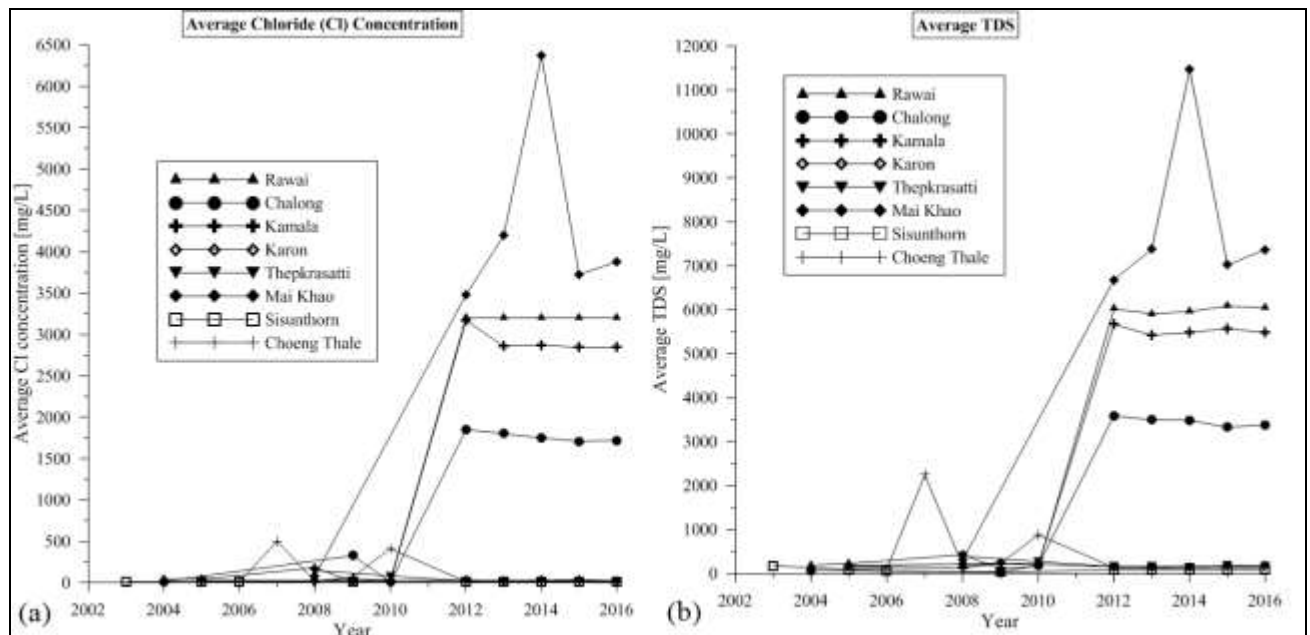 Average Chloride (Cl) Concentration
6500
6000
5500
5000
4500
4000
3500
3000
2500
2000
1500
1000
500
0
Average Cl concentration [mg/L]
Rawai
Chalong
Kamala
Karon
Thepkrasatti
Mai Khao
Sisunthorn
Choeng Thale
2002 2004 2006 2008 2010 2012 2014 2016
Year
(a)
Average TDS
12000
11000
10000
9000
8000
7000
6000
5000
4000
3000
2000
1000
0
Average TDS [mg/L]
Rawai
Chalong
Kamala
Karon
Thepkrasatti
Mai Khao
Sisunthorn
Choeng Thale
2002 2004 2006 2008 2010 2012 2014 2016
Year
(b)